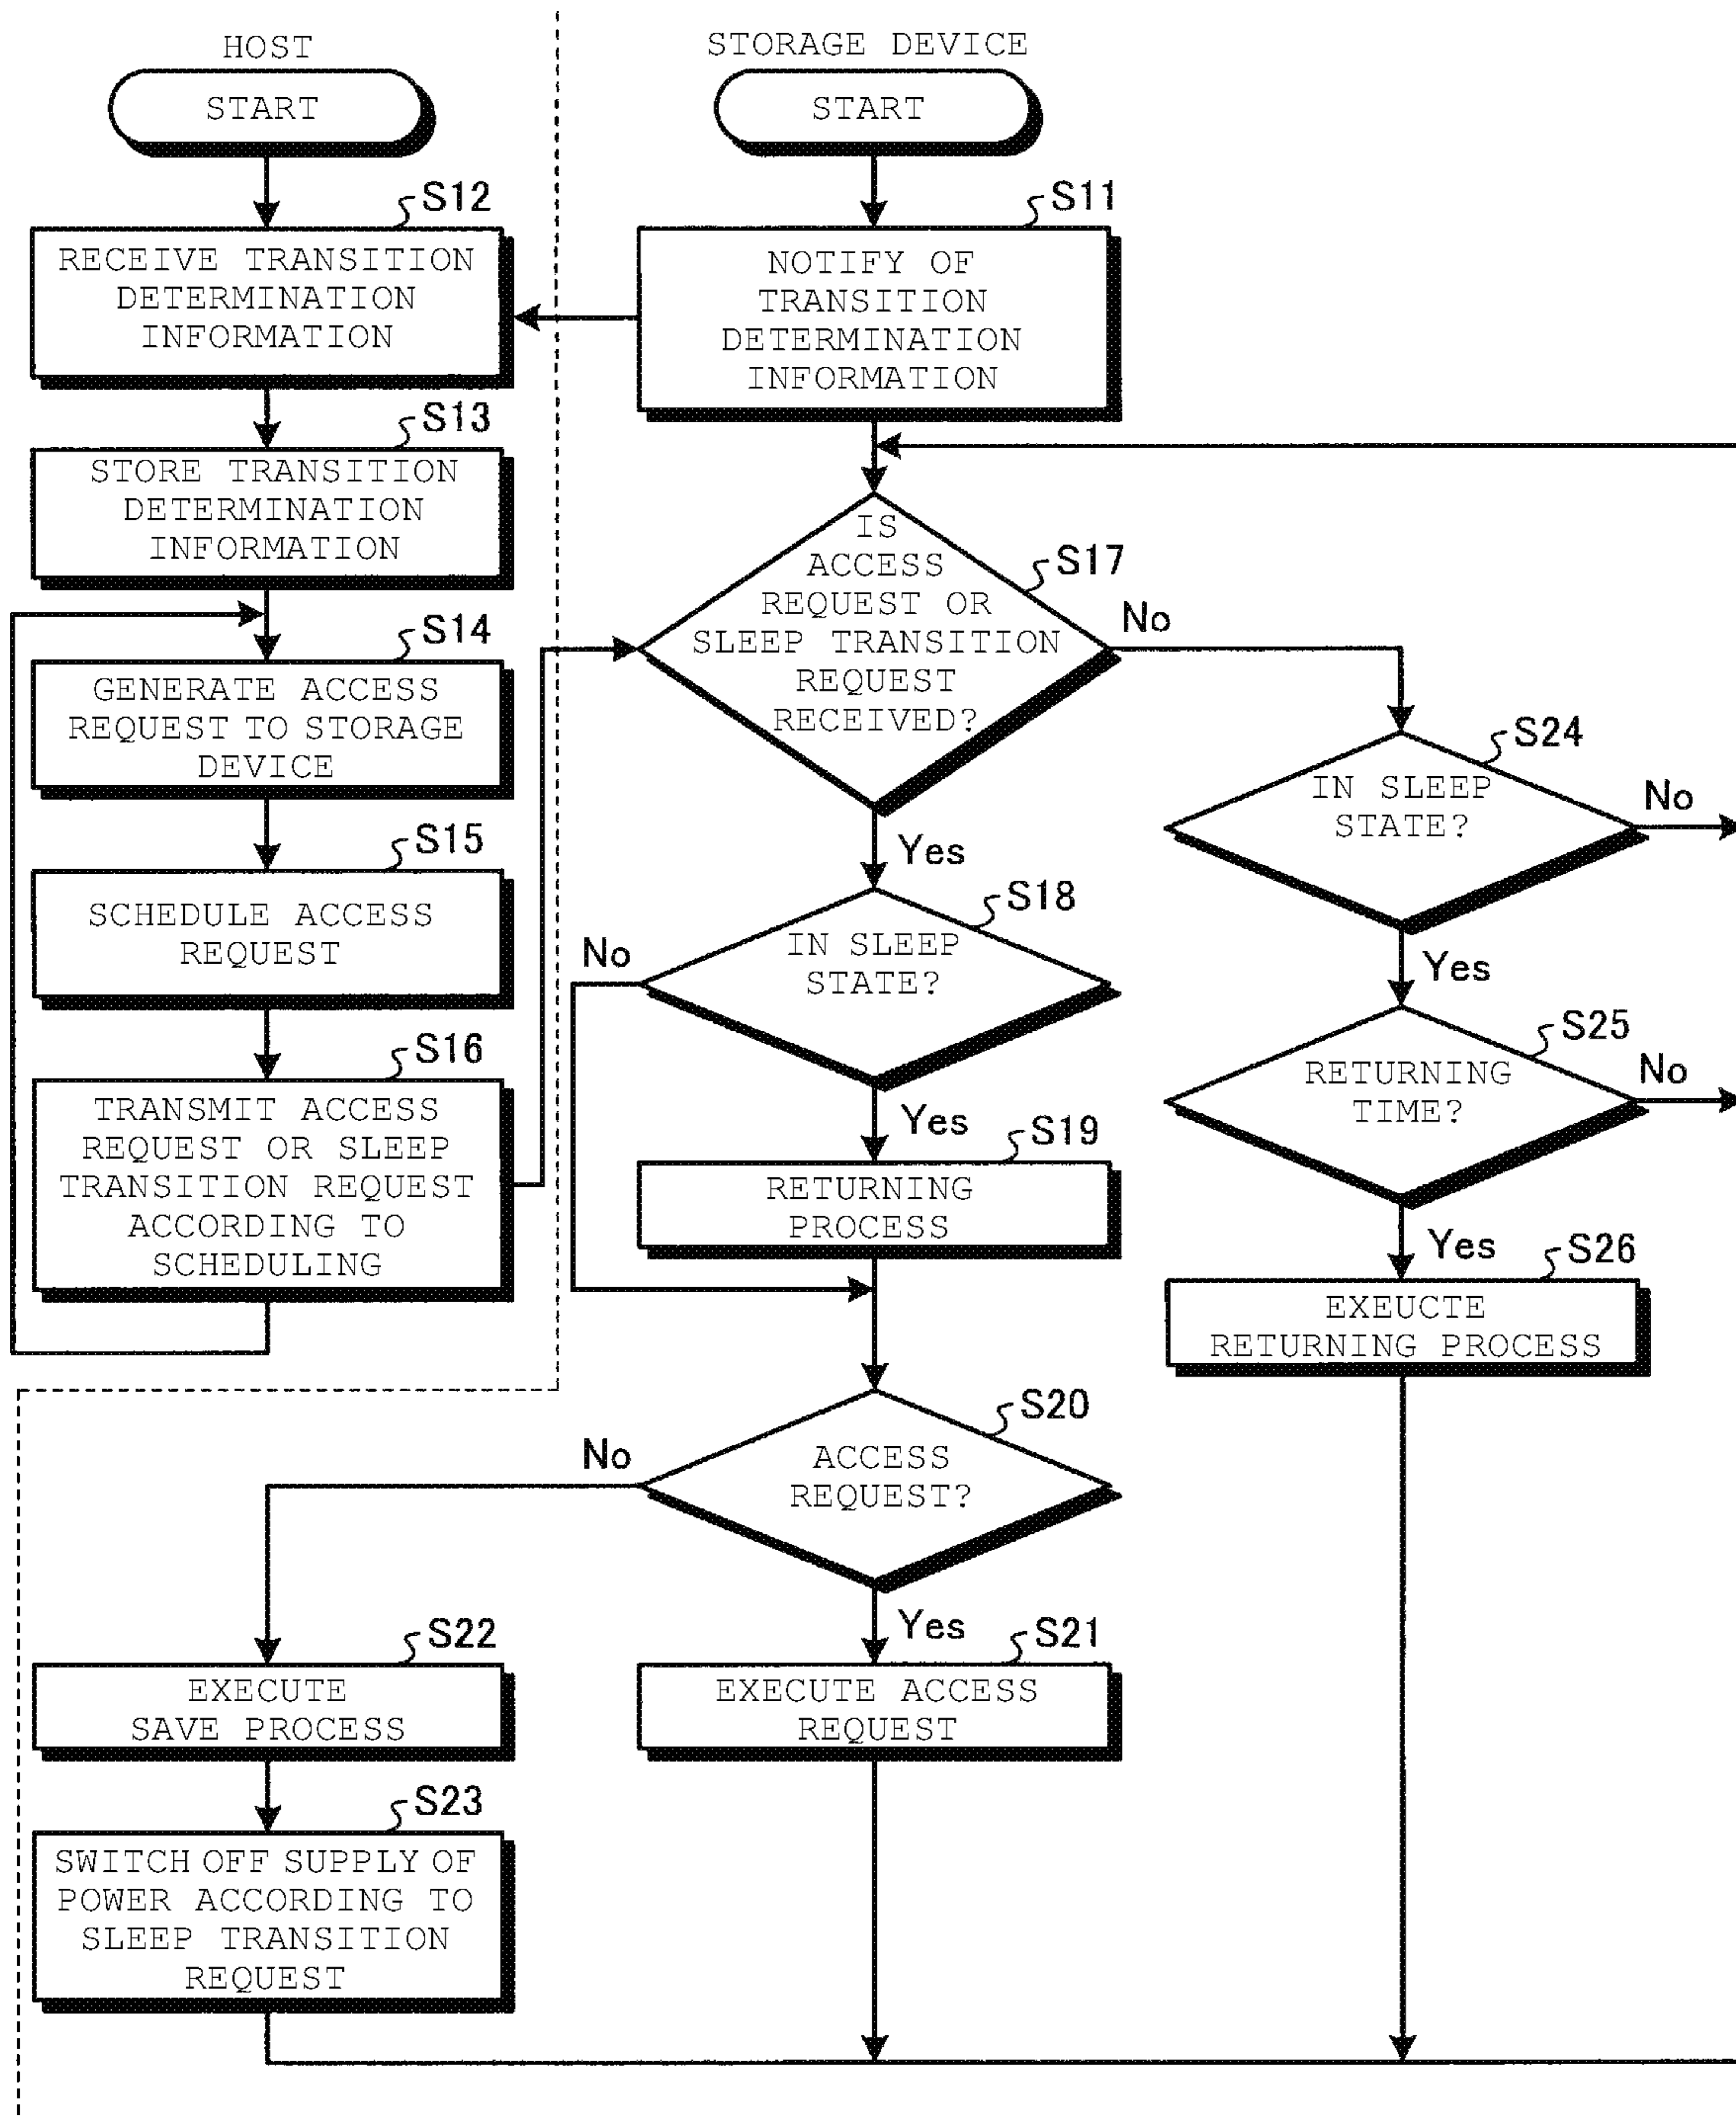 HOST
START
S12
RECEIVE TRANSITION
DETERMINATION
INFORMATION
S13
STORE TRANSITION
DETERMINATION
INFORMATION
S14
GENERATE ACCESS
REQUEST TO STORAGE
DEVICE
S15
SCHEDULE ACCESS
REQUEST
S16
TRANSMIT ACCESS
REQUEST OR SLEEP
TRANSITION REQUEST
ACCORDING TO
SCHEDULING
STORAGE DEVICE
START
S11
NOTIFY OF
TRANSITION
DETERMINATION
INFORMATION
S17
IS
ACCESS
REQUEST OR
SLEEP TRANSITION
REQUEST
RECEIVED?
No
Yes
S18
IN SLEEP
STATE?
No
Yes
S19
RETURNING
PROCESS
S20
ACCESS
REQUEST?
No
Yes
S21
EXECUTE ACCESS
REQUEST
S22
EXECUTE
SAVE PROCESS
S23
SWITCH OFF SUPPLY OF
POWER ACCORDING TO
SLEEP TRANSITION
REQUEST
S24
IN SLEEP
STATE?
No
Yes
S25
RETURNING
TIME?
No
Yes
S26
EXEUCTE
RETURNING PROCESS